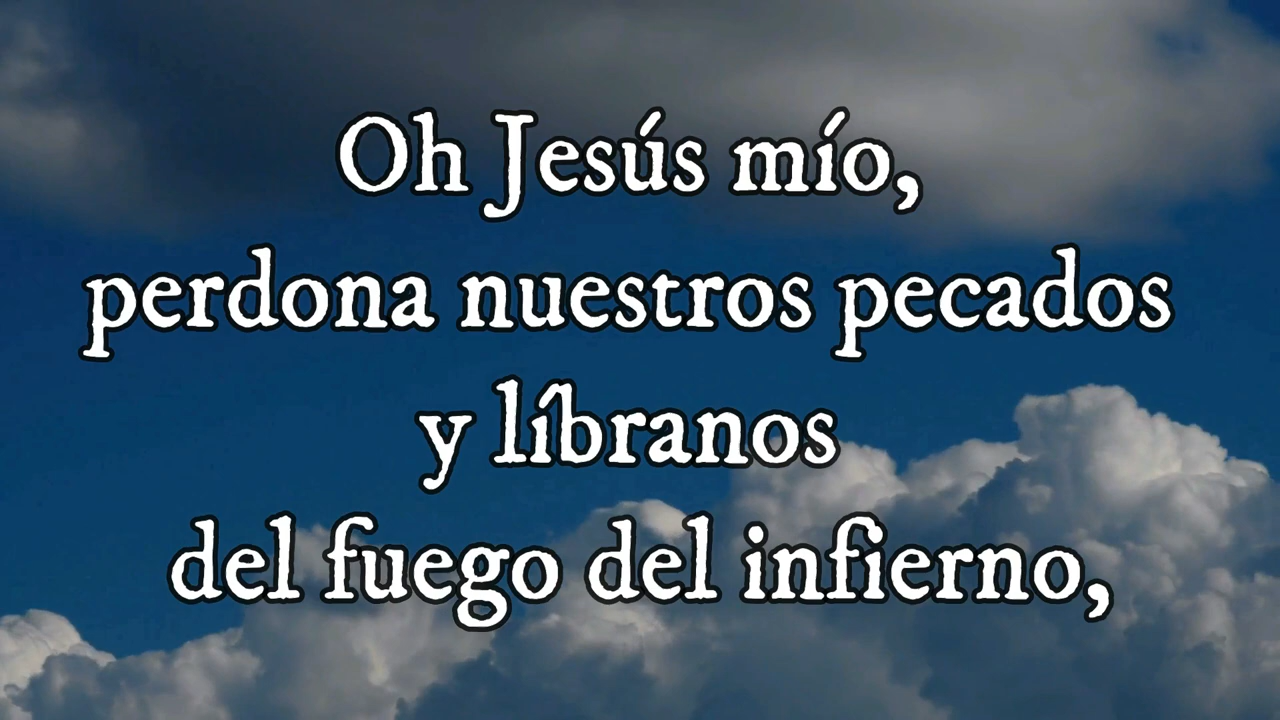 Oh Jesús mío,
perdona nuestros pecados
y líbranos
del fuego del infierno,